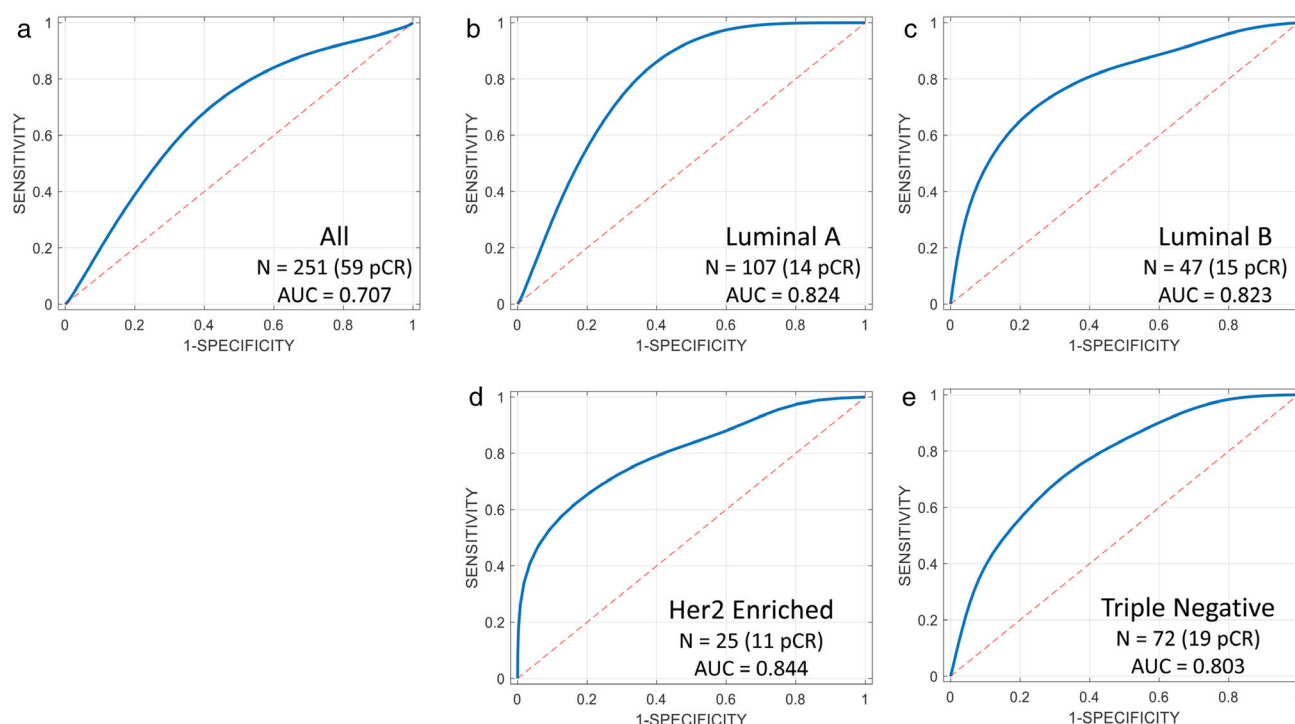 a
1
0.8
0.6
0.4
0.2
0
SENSITIVITY
All
N = 251 (59 pCR)
AUC = 0.707
0 0.2 0.4 0.6 0.8 1
1-SPECIFICITY
b
1
0.8
0.6
0.4
0.2
0
SENSITIVITY
Luminal A
N = 107 (14 pCR)
AUC = 0.824
0 0.2 0.4 0.6 0.8 1
1-SPECIFICITY
c
1
0.8
0.6
0.4
0.2
0
SENSITIVITY
Luminal B
N = 47 (15 pCR)
AUC = 0.823
0 0.2 0.4 0.6 0.8
1-SPECIFICITY
d
1
0.8
0.6
0.4
0.2
0
SENSITIVITY
Her2 Enriched
N = 25 (11 pCR)
AUC = 0.844
0 0.2 0.4 0.6 0.8 1
1-SPECIFICITY
e
1
0.8
0.6
0.4
0.2
0
SENSITIVITY
Triple Negative
N = 72 (19 pCR)
AUC = 0.803
0 0.2 0.4 0.6 0.8
1-SPECIFICITY